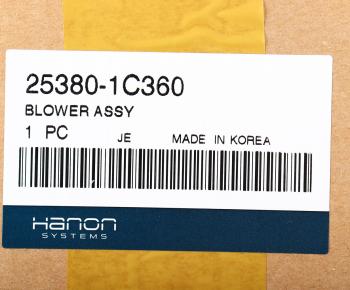 25380-1C360
BLOWER ASSY
1 PC JE MADE IN KOREA
Hanon
SYSTEMS